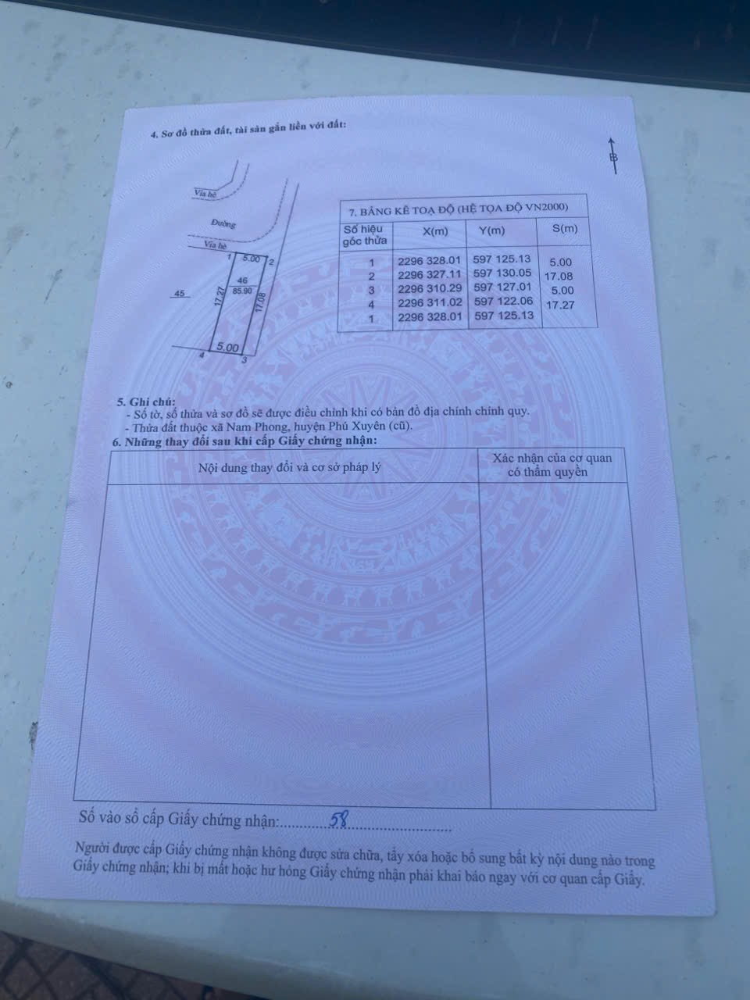 4. Sơ đồ thửa đất, tài sản gắn liền với đất:
B
Vỉa hè
Đường
Vỉa hè
1 5.00 2
46
85.90
45
17.27
17.08
5.00
4
3
7. BẢNG KÊ TOẠ ĐỘ (HỆ TỌA ĐỘ VN2000)
Số hiệu góc thửa X(m) Y(m) S(m)
1 2296 328.01 597 125.13 5.00
2 2296 327.11 597 130.05 17.08
3 2296 310.29 597 127.01 5.00
4 2296 311.02 597 122.06 17.27
1 2296 328.01 597 125.13
5. Ghi chú:
- Số tờ, số thửa và sơ đồ sẽ được điều chỉnh khi có bản đồ địa chính chính quy.
- Thửa đất thuộc xã Nam Phong, huyện Phú Xuyên (cũ).
6. Những thay đổi sau khi cấp Giấy chứng nhận:
Nội dung thay đổi và cơ sở pháp lý
Xác nhận của cơ quan
có thẩm quyền
Số vào sổ cấp Giấy chứng nhận:.............58.............
Người được cấp Giấy chứng nhận không được sửa chữa, tẩy xóa hoặc bổ sung bất kỳ nội dung nào trong
Giấy chứng nhận; khi bị mất hoặc hư hỏng Giấy chứng nhận phải khai báo ngay với cơ quan cấp Giấy.